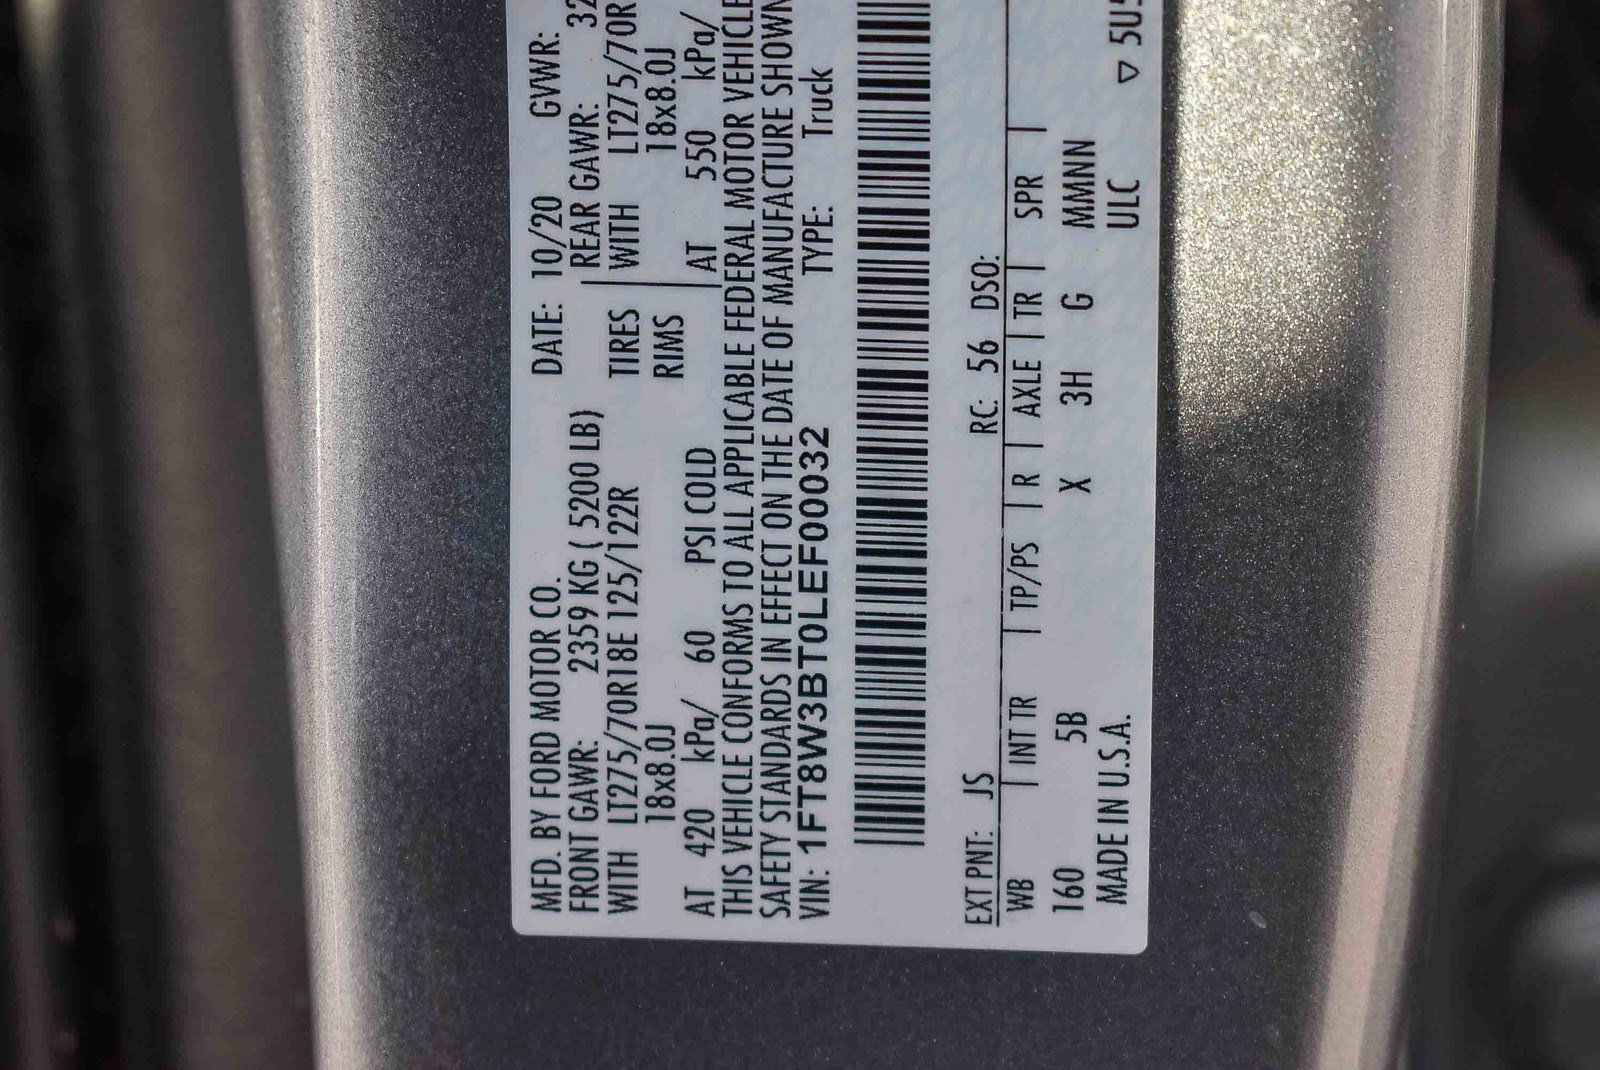 MFD. BY FORD MOTOR CO. DATE: 10/20 GVWR:
FRONT GAWR: 2359 KG ( 5200 LB) REAR GAWR: 32
WITH LT275/70R18E 125/122R TIRES WITH LT275/70R
18x8.0J RIMS 18x8.0J
AT 420 kPa/ 60 PSI COLD AT 550 kPa/
THIS VEHICLE CONFORMS TO ALL APPLICABLE FEDERAL MOTOR VEHICLE
SAFETY STANDARDS IN EFFECT ON THE DATE OF MANUFACTURE SHOWN
VIN: 1FT8W3BT0LEF00032 TYPE: Truck
EXT PNT: JS RC: 56 DSO:
WB | INT TR | TP/PS | R | AXLE | TR | SPR |
160 5B X 3H G MMNN
MADE IN U.S.A. ULC ▽ 5U5